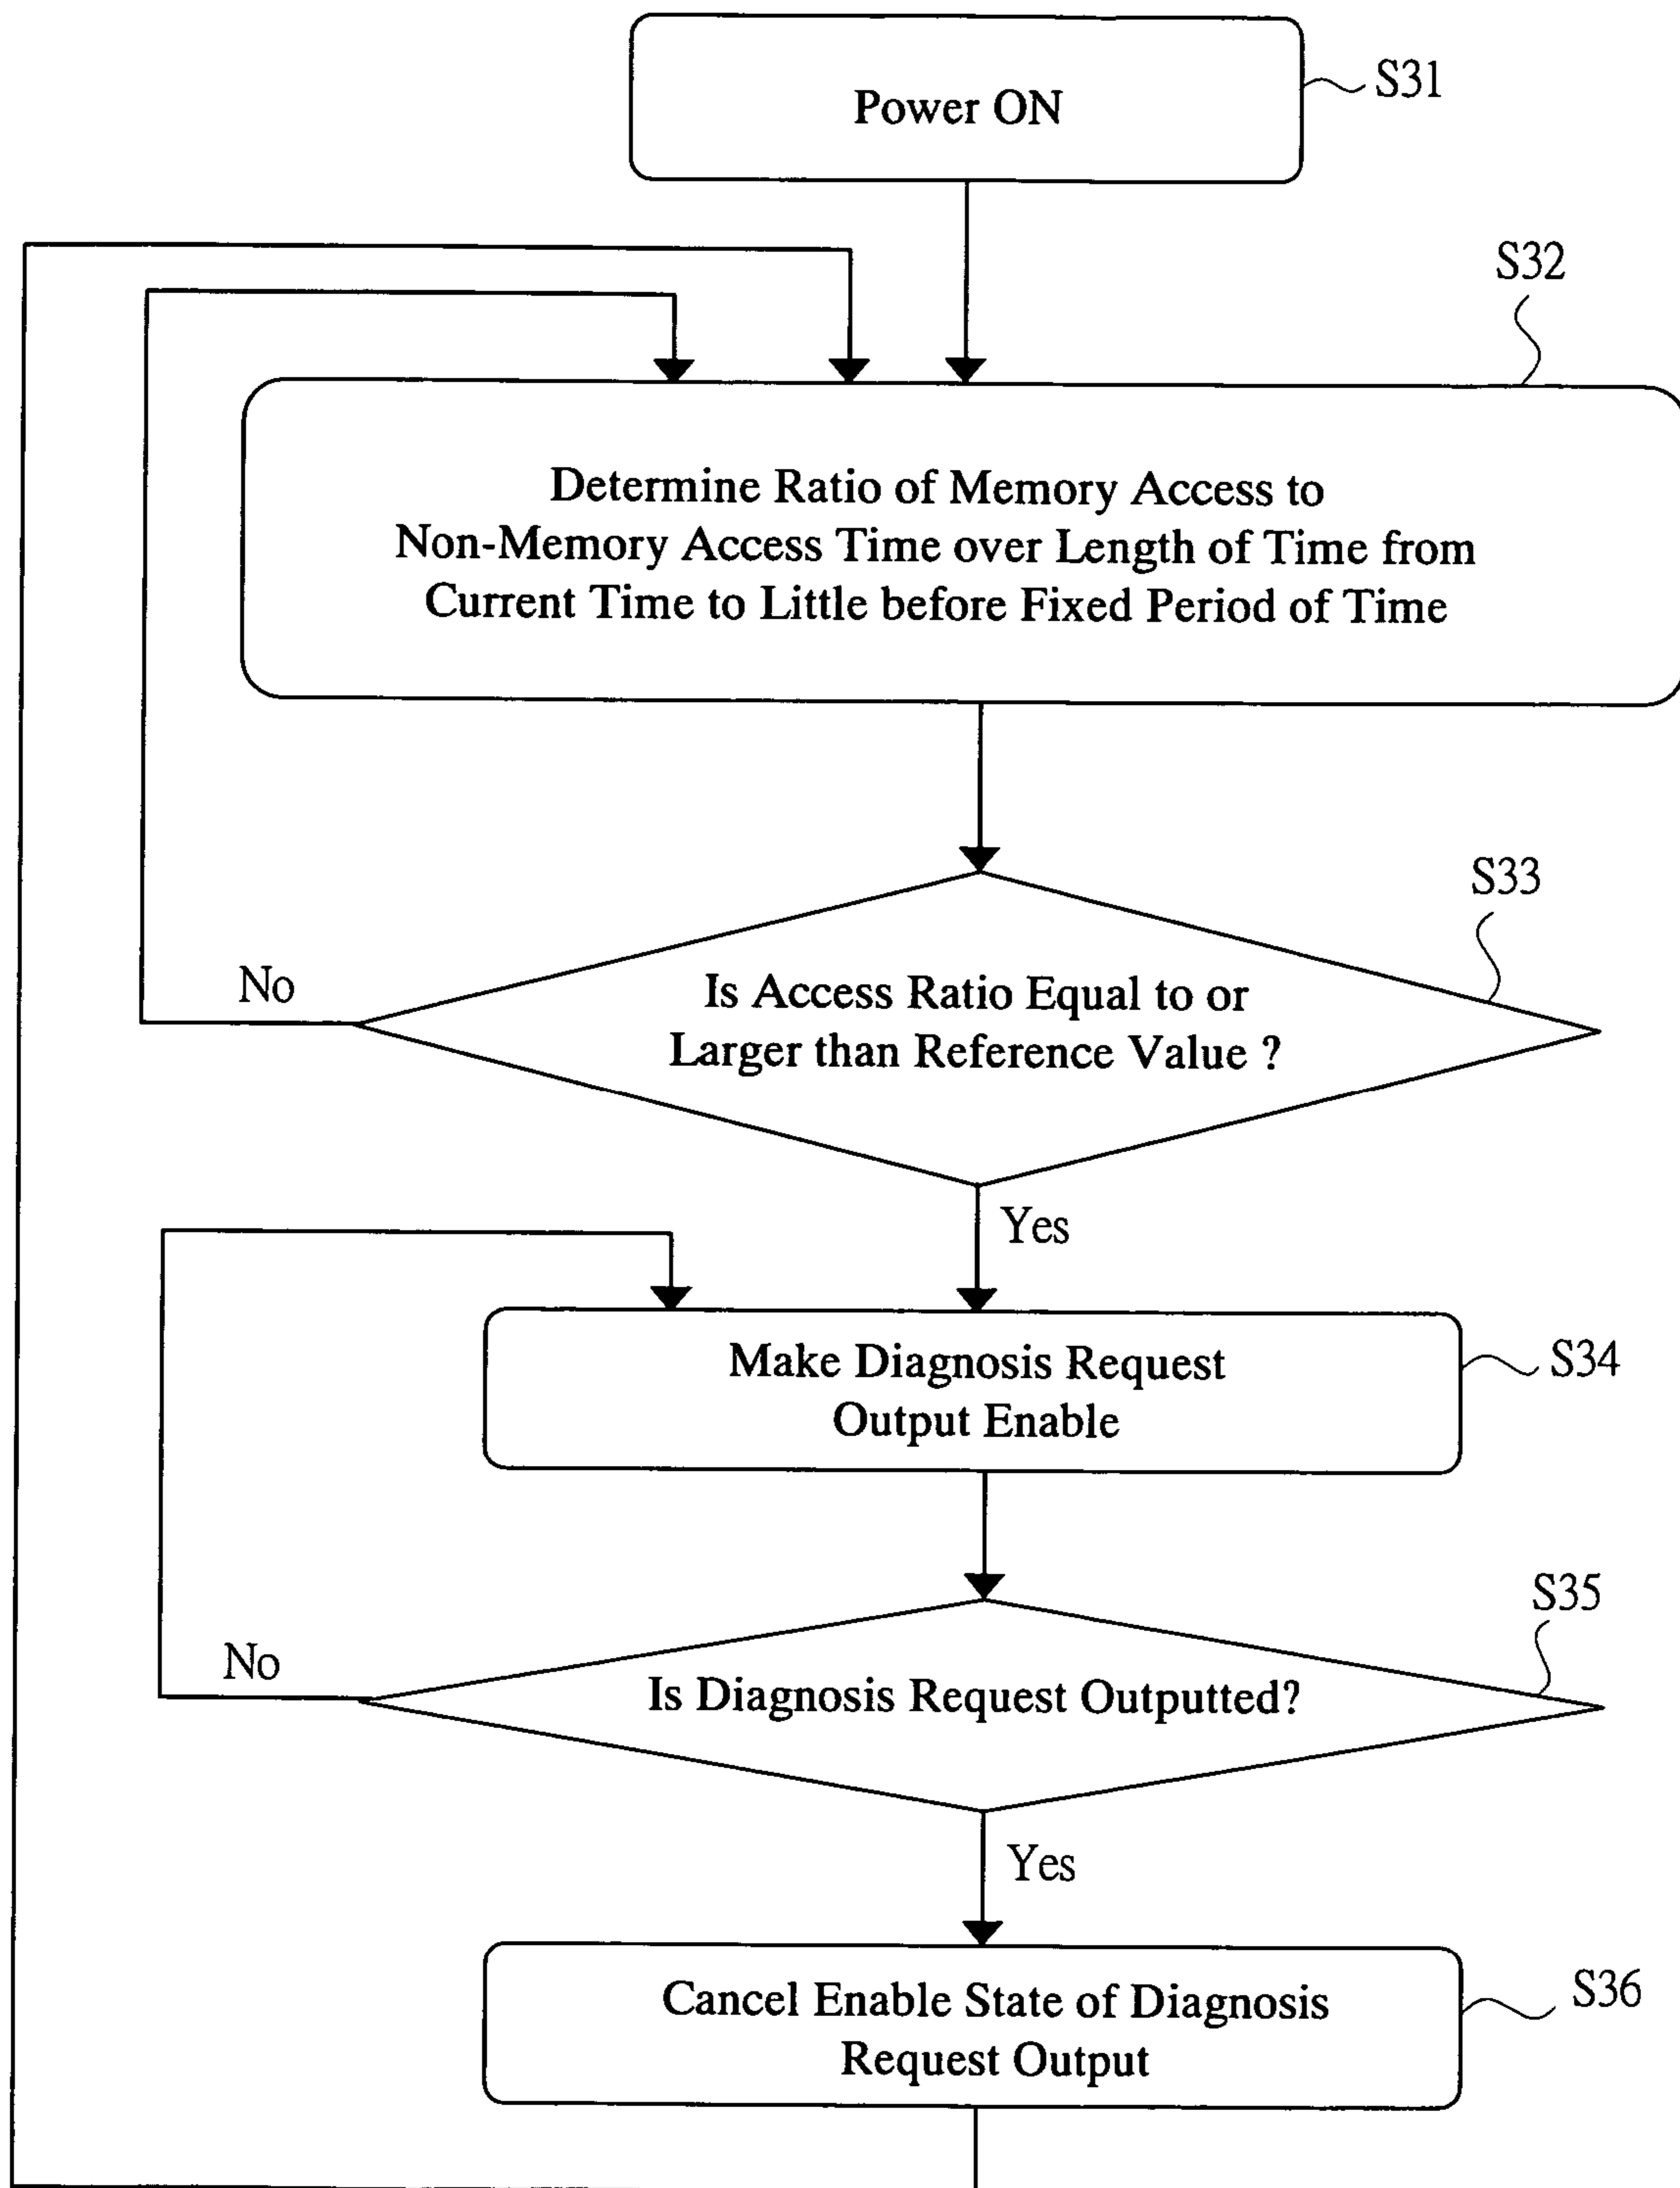 Power ON
S31
S32
Determine Ratio of Memory Access to
Non-Memory Access Time over Length of Time from
Current Time to Little before Fixed Period of Time
S33
No
Is Access Ratio Equal to or
Larger than Reference Value ?
Yes
Make Diagnosis Request
Output Enable
S34
S35
No
Is Diagnosis Request Outputted?
Yes
Cancel Enable State of Diagnosis
Request Output
S36